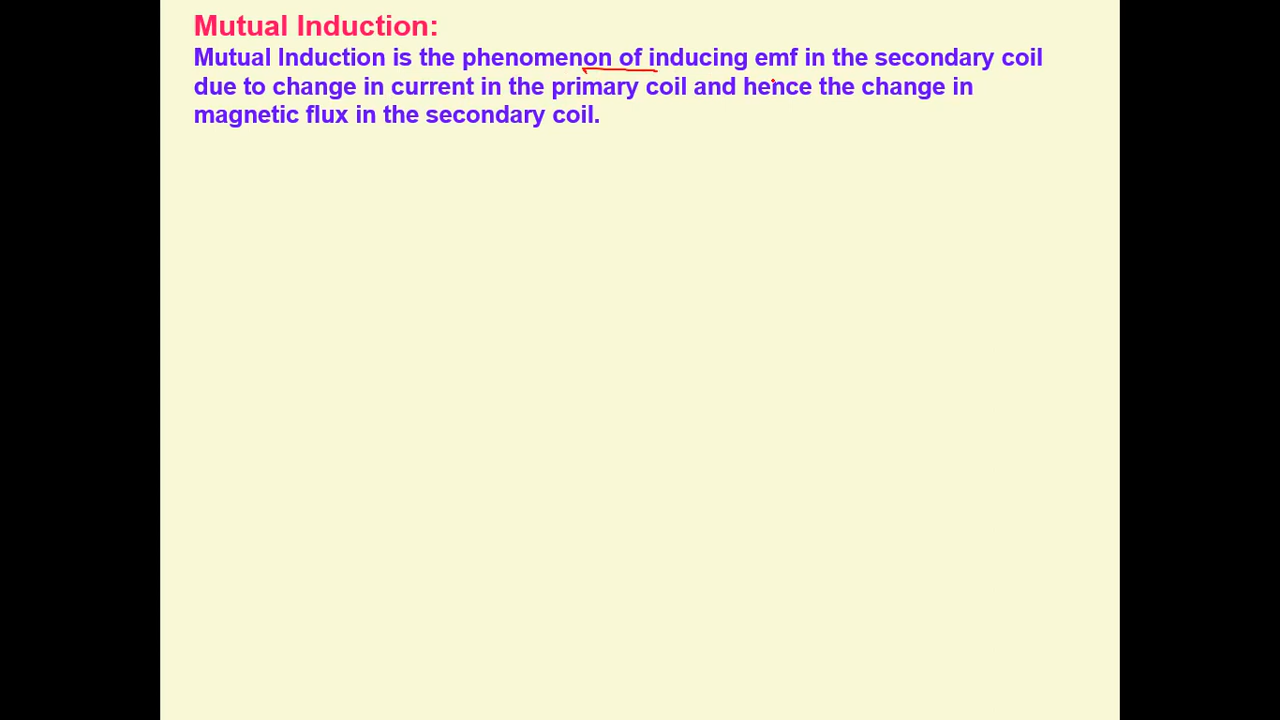 Mutual Induction:
Mutual Induction is the phenomenon of inducing emf in the secondary coil
due to change in current in the primary coil and hence the change in
magnetic flux in the secondary coil.